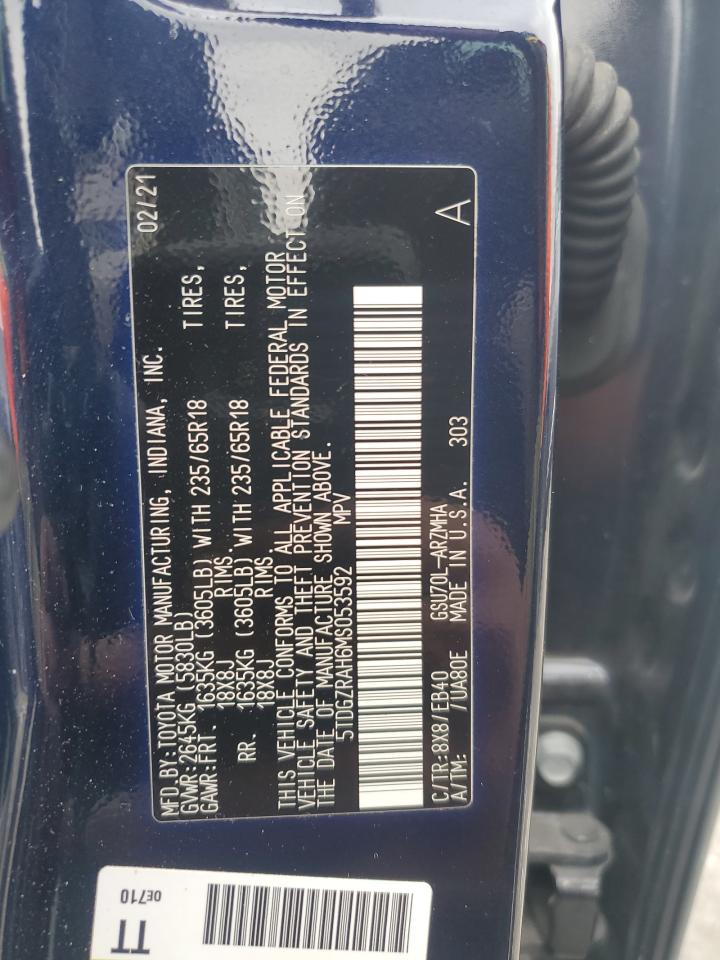 MFD.BY:TOYOTA MOTOR MANUFACTURING, INDIANA, INC. 02/21
GVWR:2645KG (5830LB)
GAWR:FRT. 1635KG (3605LB) WITH 235/65R18 TIRES,
18X8J RIMS.
RR. 1635KG (3605LB) WITH 235/65R18 TIRES,
18X8J RIMS
THIS VEHICLE CONFORMS TO ALL APPLICABLE FEDERAL MOTOR
VEHICLE SAFETY AND THEFT PREVENTION STANDARDS IN EFFECT ON
THE DATE OF MANUFACTURE SHOWN ABOVE.
5TDGZRAH6MS053592 MPV
C/TR:8X8/EB40 GSU70L-ARZMHA A
A/TM: /UA80E MADE IN U.S.A. 303
TT 0E710